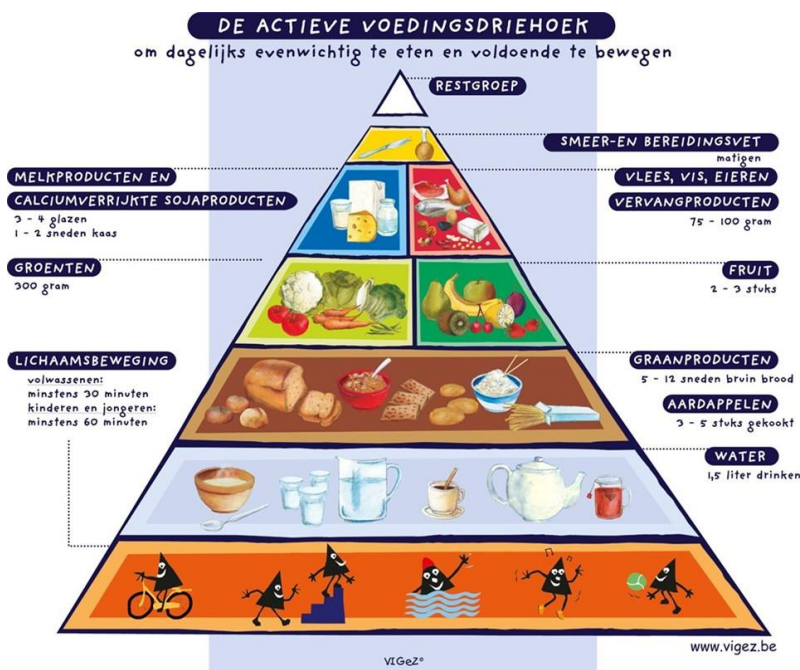 DE ACTIEVE VOEDINGSDRIEHOEK
om dagelijks evenwichtig te eten en voldoende te bewegen
RESTGROEP
SMEER-EN BEREIDINGSVET
matigen
MELKPRODUCTEN EN
CALCIUMVERRIJKTE SOJAPRODUCTEN
3 - 4 glazen
1 - 2 sneden kaas
VLEES, VIS, EIEREN
VERVANGPRODUCTEN
75 - 100 gram
GROENTEN
300 gram
FRUIT
2 - 3 stuks
LICHAAMSBEWEGING
volwassenen:
minstens 30 minuten
kinderen en jongeren:
minstens 60 minuten
GRAANPRODUCTEN
5 - 12 sneden bruin brood
AARDAPPELEN
3 - 5 stuks gekookt
WATER
1,5 liter drinken
www.vigez.be
VIGeZ®